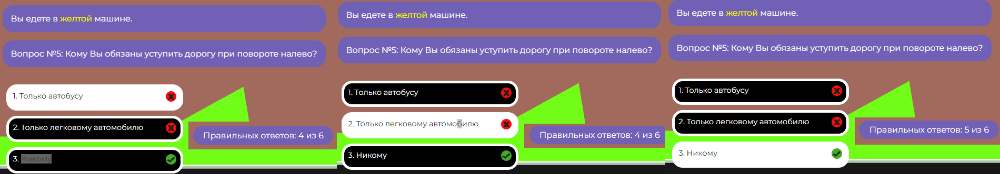 Вы едете в желтой машине.
Вопрос №5: Кому Вы обязаны уступить дорогу при повороте налево?
1. Только автобусу
2. Только легковому автомобилю
Правильных ответов: 4 из 6
3. Никому
Вы едете в желтой машине.
Вопрос №5: Кому Вы обязаны уступить дорогу при повороте налево?
1. Только автобусу
2. Только легковому автомобилю
Правильных ответов: 4 из 6
3. Никому
Вы едете в желтой машине.
Вопрос №5: Кому Вы обязаны уступить дорогу при повороте налево?
1. Только автобусу
2. Только легковому автомобилю
Правильных ответов: 5 из 6
3. Никому